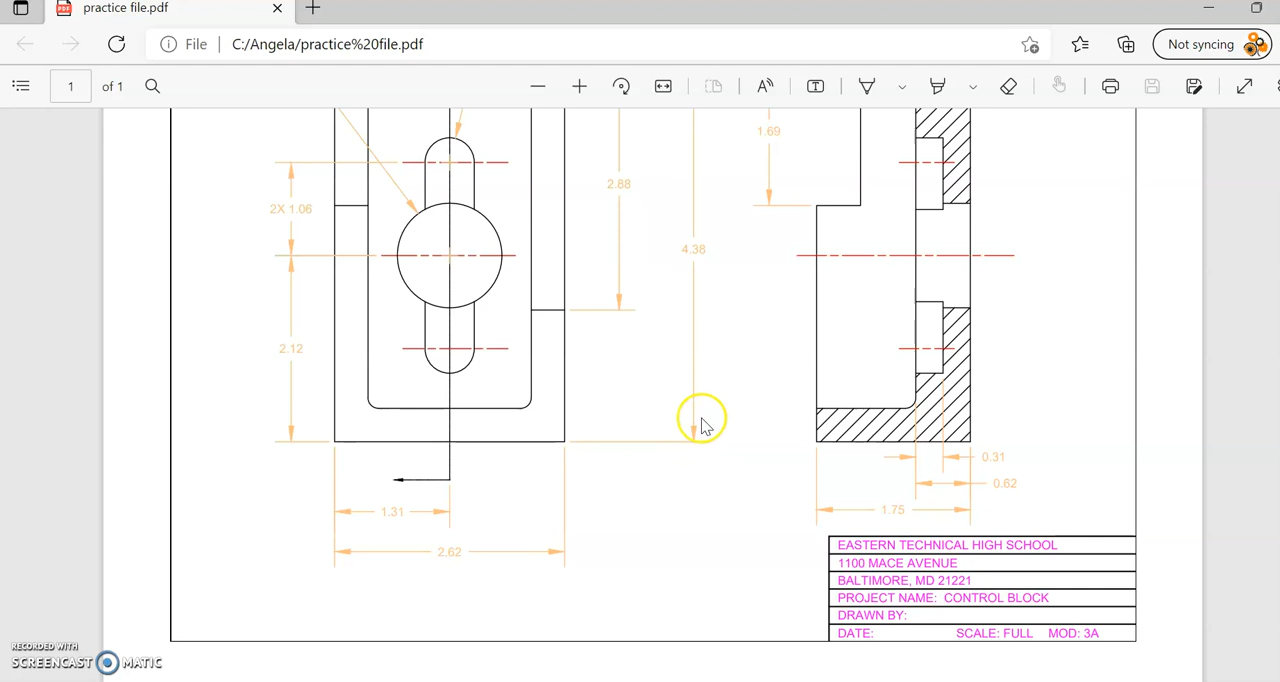 practice file.pdf
File
C:/Angela/practice%20file.pdf
Not syncing
1
of 1
1.69
2.88
2X 1.06
4.38
2.12
0.31
0.62
1.31
1.75
2.62
EASTERN TECHNICAL HIGH SCHOOL
1100 MACE AVENUE
BALTIMORE, MD 21221
PROJECT NAME: CONTROL BLOCK
DRAWN BY:
DATE: SCALE: FULL MOD: 3A
RECORDED WITH
SCREENCAST MATIC